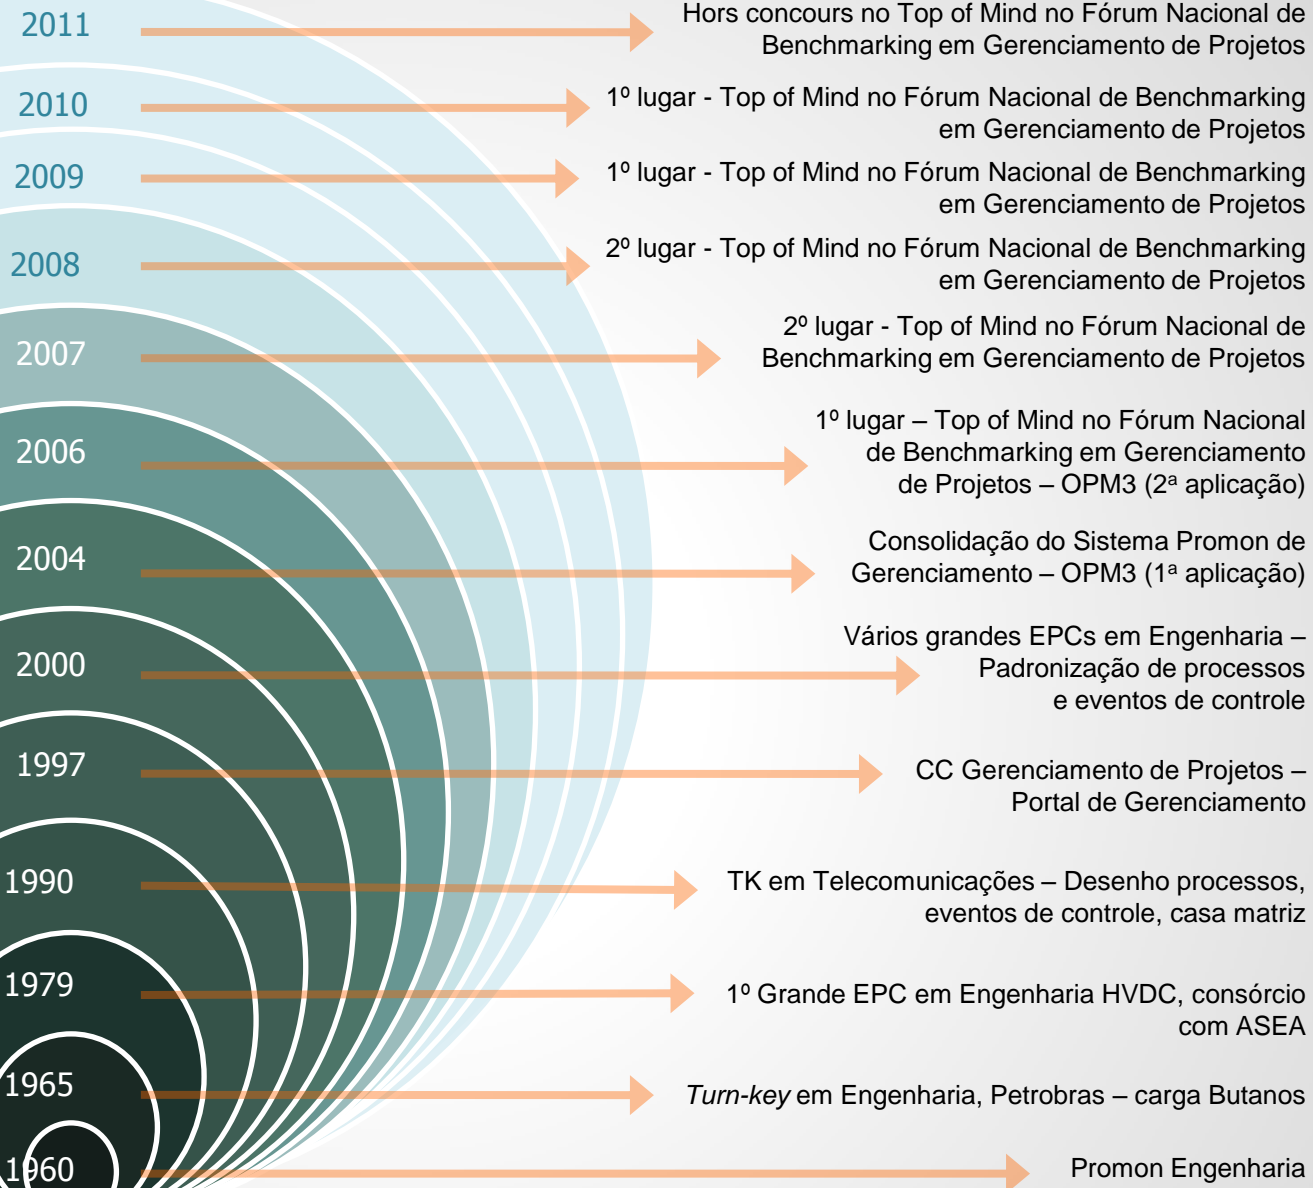 2011
Hors concours no Top of Mind no Fórum Nacional de
Benchmarking em Gerenciamento de Projetos
2010
1º lugar - Top of Mind no Fórum Nacional de Benchmarking
em Gerenciamento de Projetos
2009
1º lugar - Top of Mind no Fórum Nacional de Benchmarking
em Gerenciamento de Projetos
2008
2º lugar - Top of Mind no Fórum Nacional de Benchmarking
em Gerenciamento de Projetos
2007
2º lugar - Top of Mind no Fórum Nacional de
Benchmarking em Gerenciamento de Projetos
2006
1º lugar – Top of Mind no Fórum Nacional
de Benchmarking em Gerenciamento
de Projetos – OPM3 (2ª aplicação)
2004
Consolidação do Sistema Promon de
Gerenciamento – OPM3 (1ª aplicação)
2000
Vários grandes EPCs em Engenharia –
Padronização de processos
e eventos de controle
1997
CC Gerenciamento de Projetos –
Portal de Gerenciamento
1990
TK em Telecomunicações – Desenho processos,
eventos de controle, casa matriz
1979
1º Grande EPC em Engenharia HVDC, consórcio
com ASEA
1965
Turn-key em Engenharia, Petrobras – carga Butanos
1960
Promon Engenharia